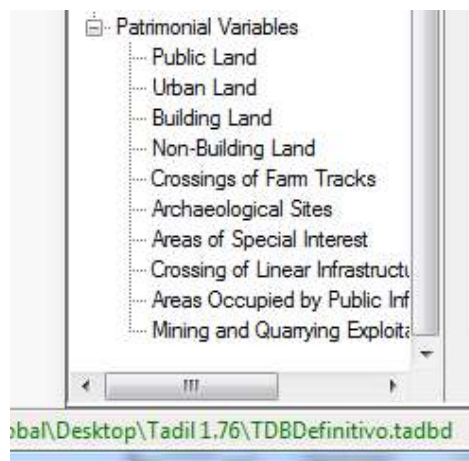 Patrimonial Variables
Public Land
Urban Land
Building Land
Non-Building Land
Crossings of Farm Tracks
Archaeological Sites
Areas of Special Interest
Crossing of Linear Infrastructu
Areas Occupied by Public Inf
Mining and Quarrying Exploita
obal\Desktop\Tadil 1.76\TDBDefinitivo.tadbd